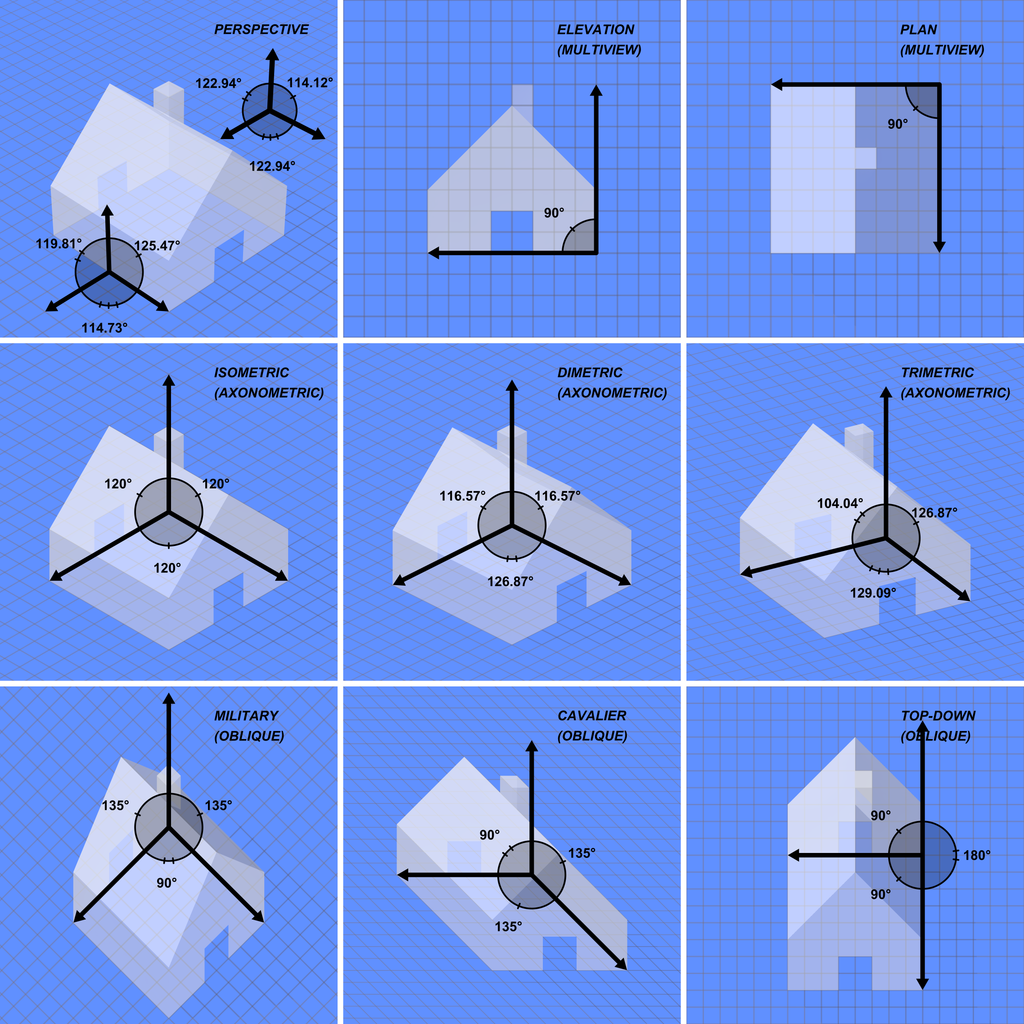 PERSPECTIVE
122.94°
114.12°
122.94°
119.81°
125.47°
114.73°
ELEVATION
(MULTIVIEW)
90°
PLAN
(MULTIVIEW)
90°
ISOMETRIC
(AXONOMETRIC)
120°
120°
120°
DIMETRIC
(AXONOMETRIC)
116.57°
116.57°
126.87°
TRIMETRIC
(AXONOMETRIC)
104.04°
126.87°
129.09°
MILITARY
(OBLIQUE)
135°
135°
90°
CAVALIER
(OBLIQUE)
90°
135°
135°
TOP-DOWN
(OBLIQUE)
90°
180°
90°